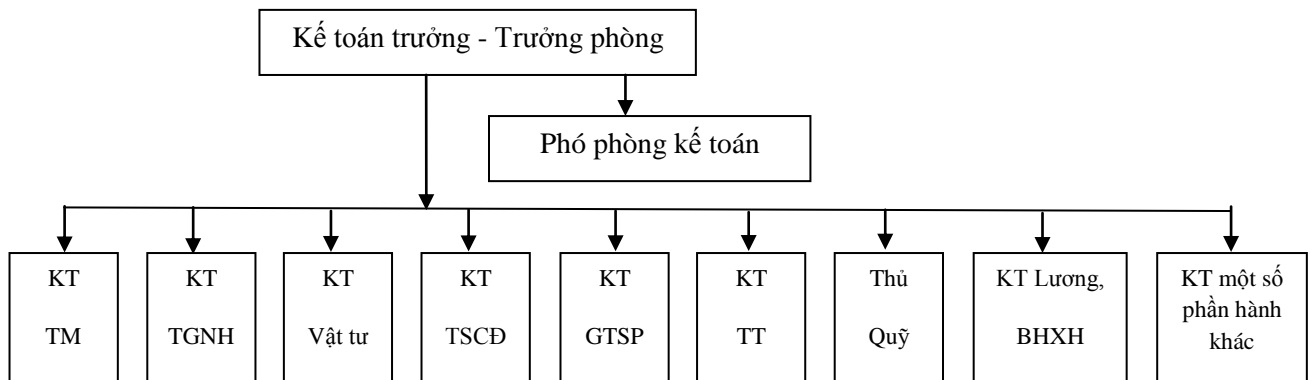 Kế toán trưởng - Trưởng phòng
Phó phòng kế toán
KT
TM
KT
TGNH
KT
Vật tư
KT
TSCĐ
KT
GTSP
KT
TT
Thủ
Quỹ
KT Lương,
BHXH
KT một số
phần hành
khác